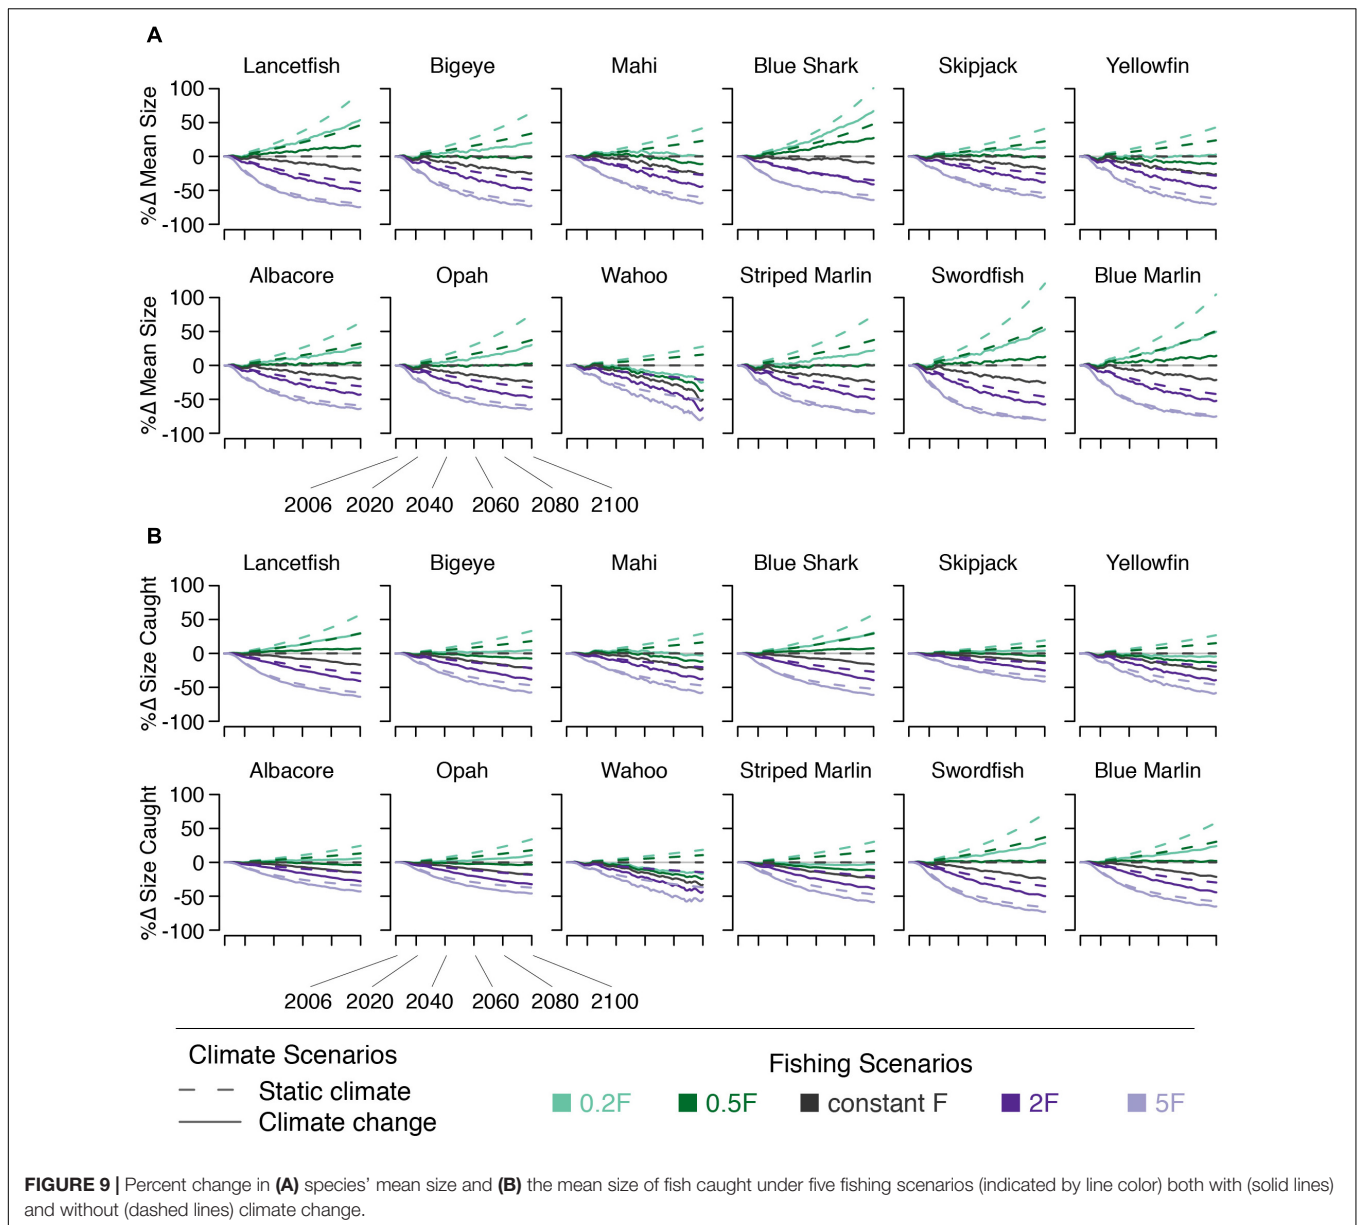 A
Lancetfish Bigeye Mahi Blue Shark Skipjack Yellowfin
%Δ Mean Size
100
50
0
-50
-100
Albacore Opah Wahoo Striped Marlin Swordfish Blue Marlin
%Δ Mean Size
100
50
0
-50
-100
2006 2020 2040 2060 2080 2100
B
Lancetfish Bigeye Mahi Blue Shark Skipjack Yellowfin
%Δ Size Caught
100
50
0
-50
-100
Albacore Opah Wahoo Striped Marlin Swordfish Blue Marlin
%Δ Size Caught
100
50
0
-50
-100
2006 2020 2040 2060 2080 2100
Climate Scenarios
Static climate
Climate change
Fishing Scenarios
0.2F 0.5F constant F 2F 5F
FIGURE 9 | Percent change in (A) species' mean size and (B) the mean size of fish caught under five fishing scenarios (indicated by line color) both with (solid lines)
and without (dashed lines) climate change.